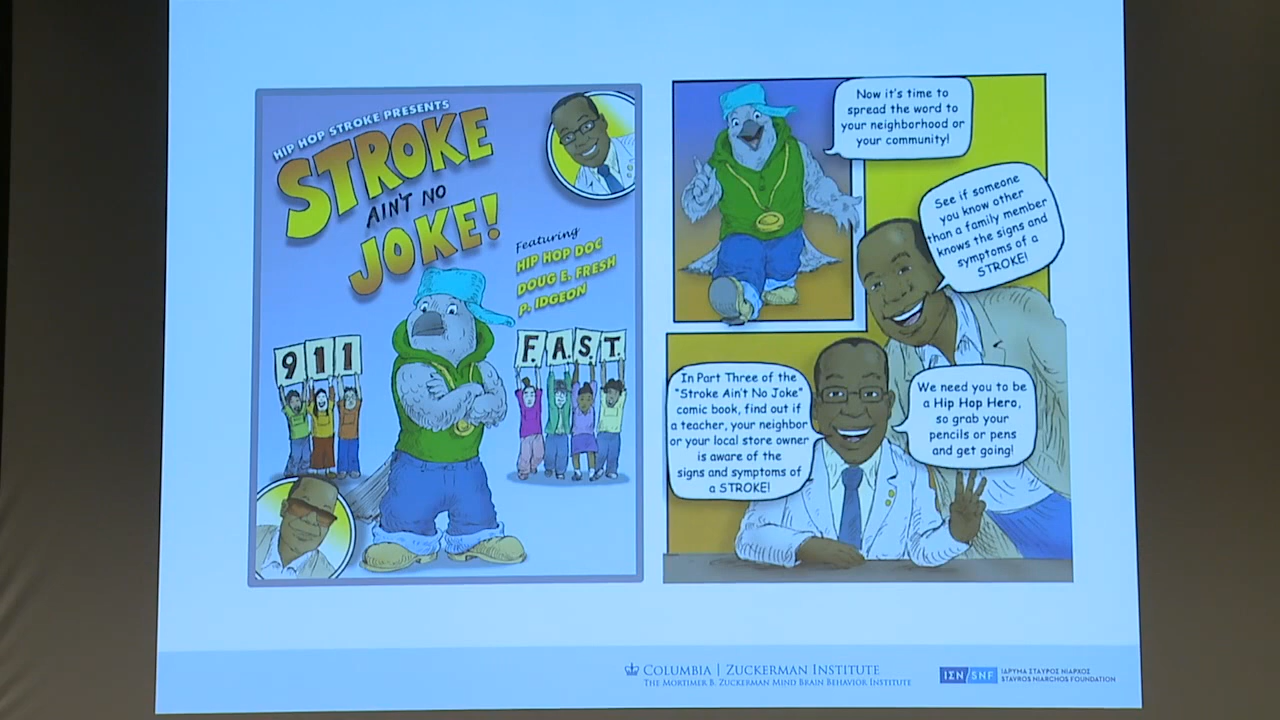 HIP HOP STROKE PRESENTS
STROKE
AIN'T NO
JOKE!
Featuring
HIP HOP DOC
DOUG E. FRESH
P. IDGEON
911
F.A.S.T.
Now it's time to
spread the word to
your neighborhood or
your community!
See if someone
you know other
than a family member
knows the signs and
symptoms of a
STROKE!
In Part Three of the
"Stroke Ain't No Joke"
comic book, find out if
a teacher, your neighbor
or your local store owner
is aware of the
signs and symptoms of
a STROKE!
We need you to be
a Hip Hop Hero,
so grab your
pencils or pens
and get going!
COLUMBIA | ZUCKERMAN INSTITUTE
THE MORTIMER B. ZUCKERMAN MIND BRAIN BEHAVIOR INSTITUTE
ΙΣΝ/SNF
ΙΔΡΥΜΑ ΣΤΑΥΡΟΣ ΝΙΑΡΧΟΣ
STAVROS NIARCHOS FOUNDATION